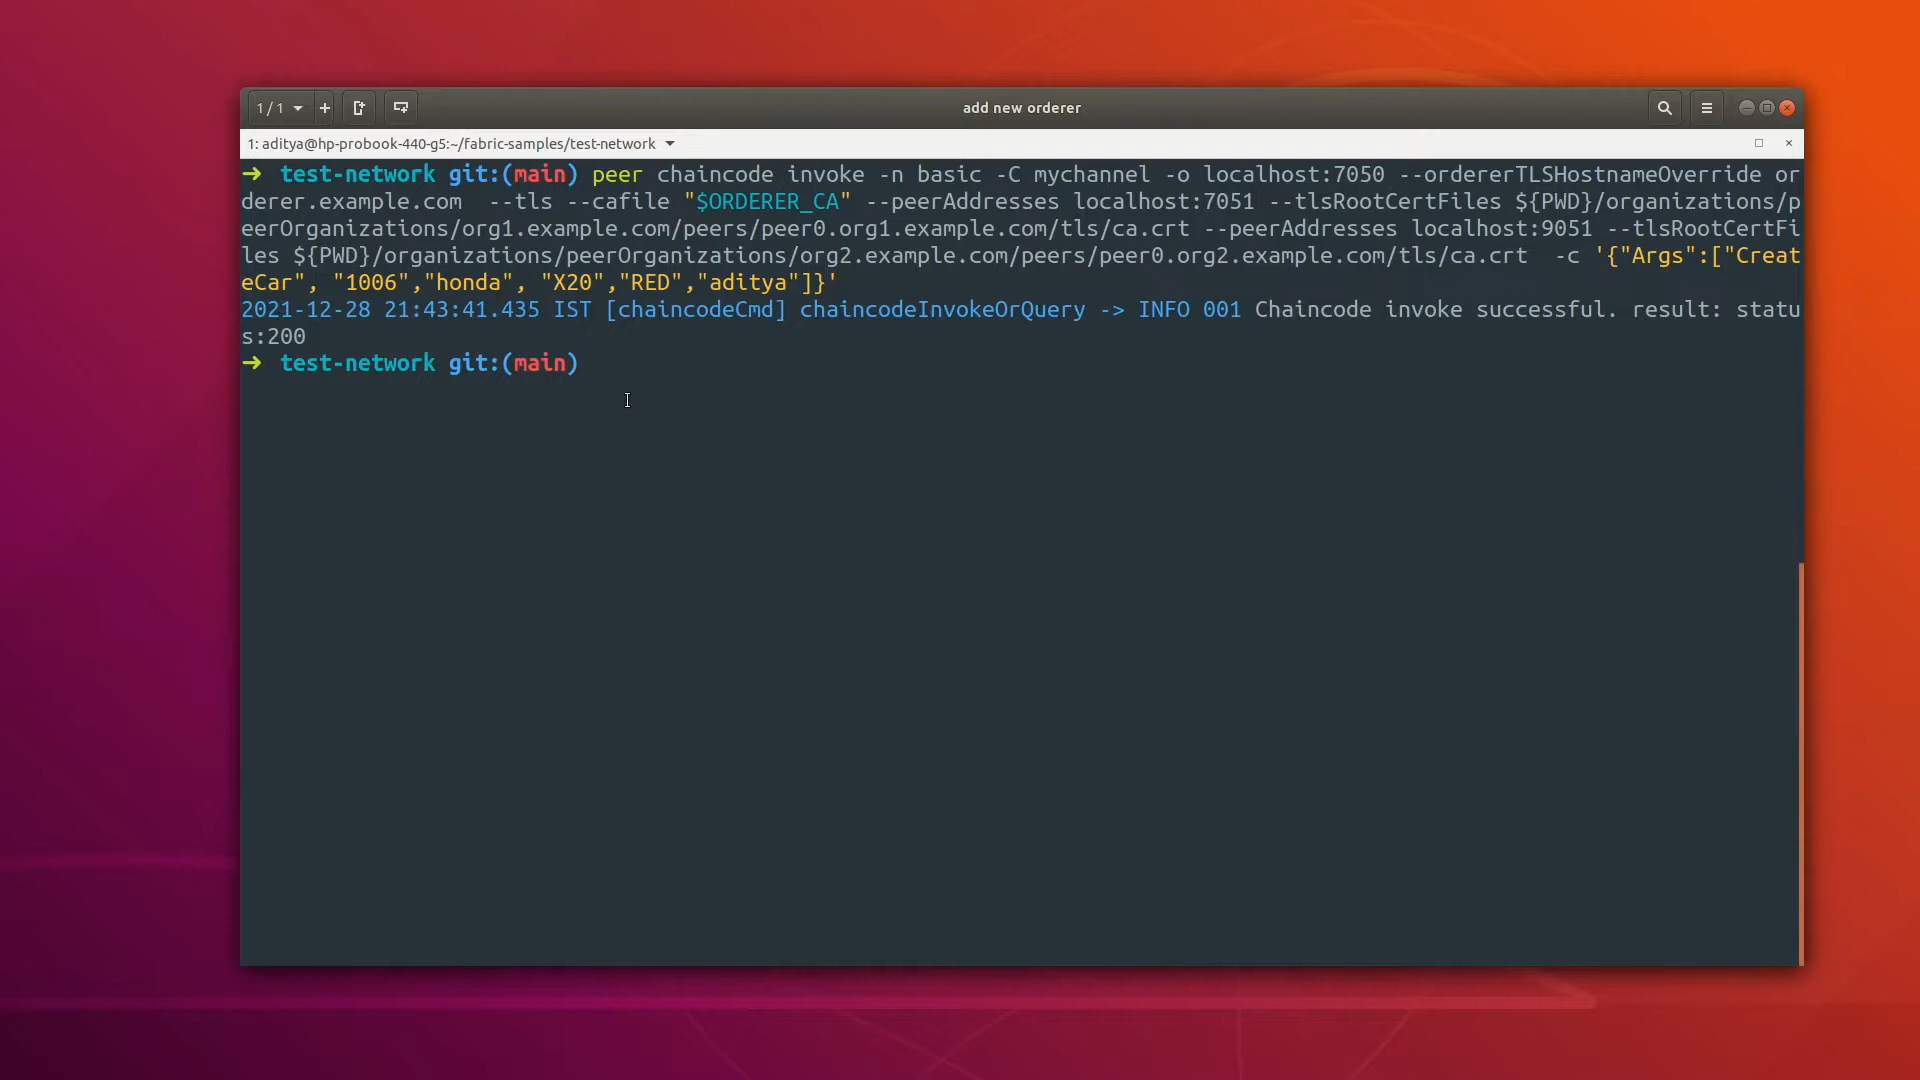 1 / 1
add new orderer
1: aditya@hp-probook-440-g5:~/fabric-samples/test-network
➜ test-network git:(main) peer chaincode invoke -n basic -C mychannel -o localhost:7050 --ordererTLSHostnameOverride or
derer.example.com  --tls --cafile "$ORDERER_CA" --peerAddresses localhost:7051 --tlsRootCertFiles ${PWD}/organizations/p
eerOrganizations/org1.example.com/peers/peer0.org1.example.com/tls/ca.crt --peerAddresses localhost:9051 --tlsRootCertFi
les ${PWD}/organizations/peerOrganizations/org2.example.com/peers/peer0.org2.example.com/tls/ca.crt  -c '{"Args":["Creat
eCar", "1006","honda", "X20","RED","aditya"]}'
2021-12-28 21:43:41.435 IST [chaincodeCmd] chaincodeInvokeOrQuery -> INFO 001 Chaincode invoke successful. result: statu
s:200
➜ test-network git:(main)